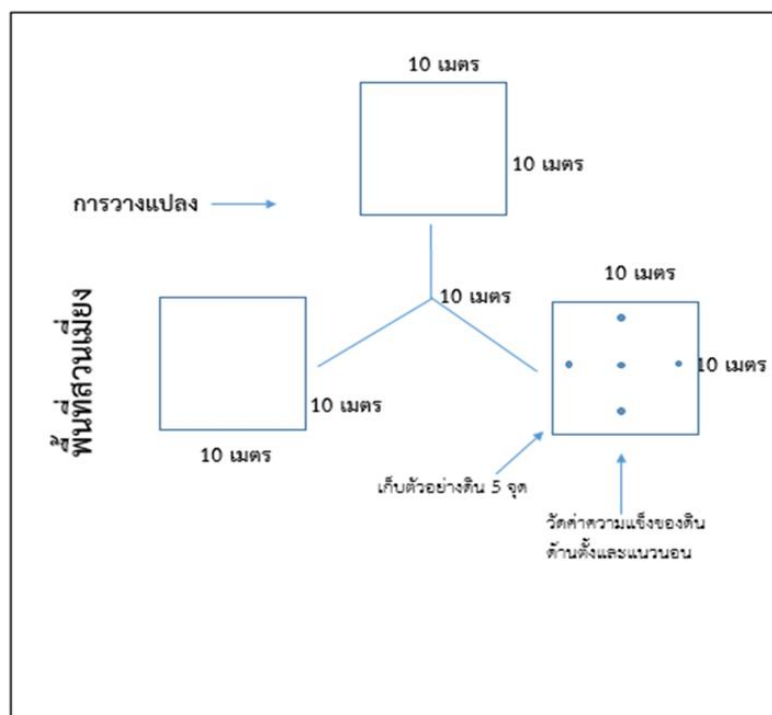 10 เมตร
10 เมตร
การวางแปลง
พื้นที่สวนเมี่ยง
10 เมตร
10 เมตร
10 เมตร
10 เมตร
10 เมตร
10 เมตร
เก็บตัวอย่างดิน 5 จุด
วัดค่าความแข็งของดิน
ด้านตั้งและแนวนอน